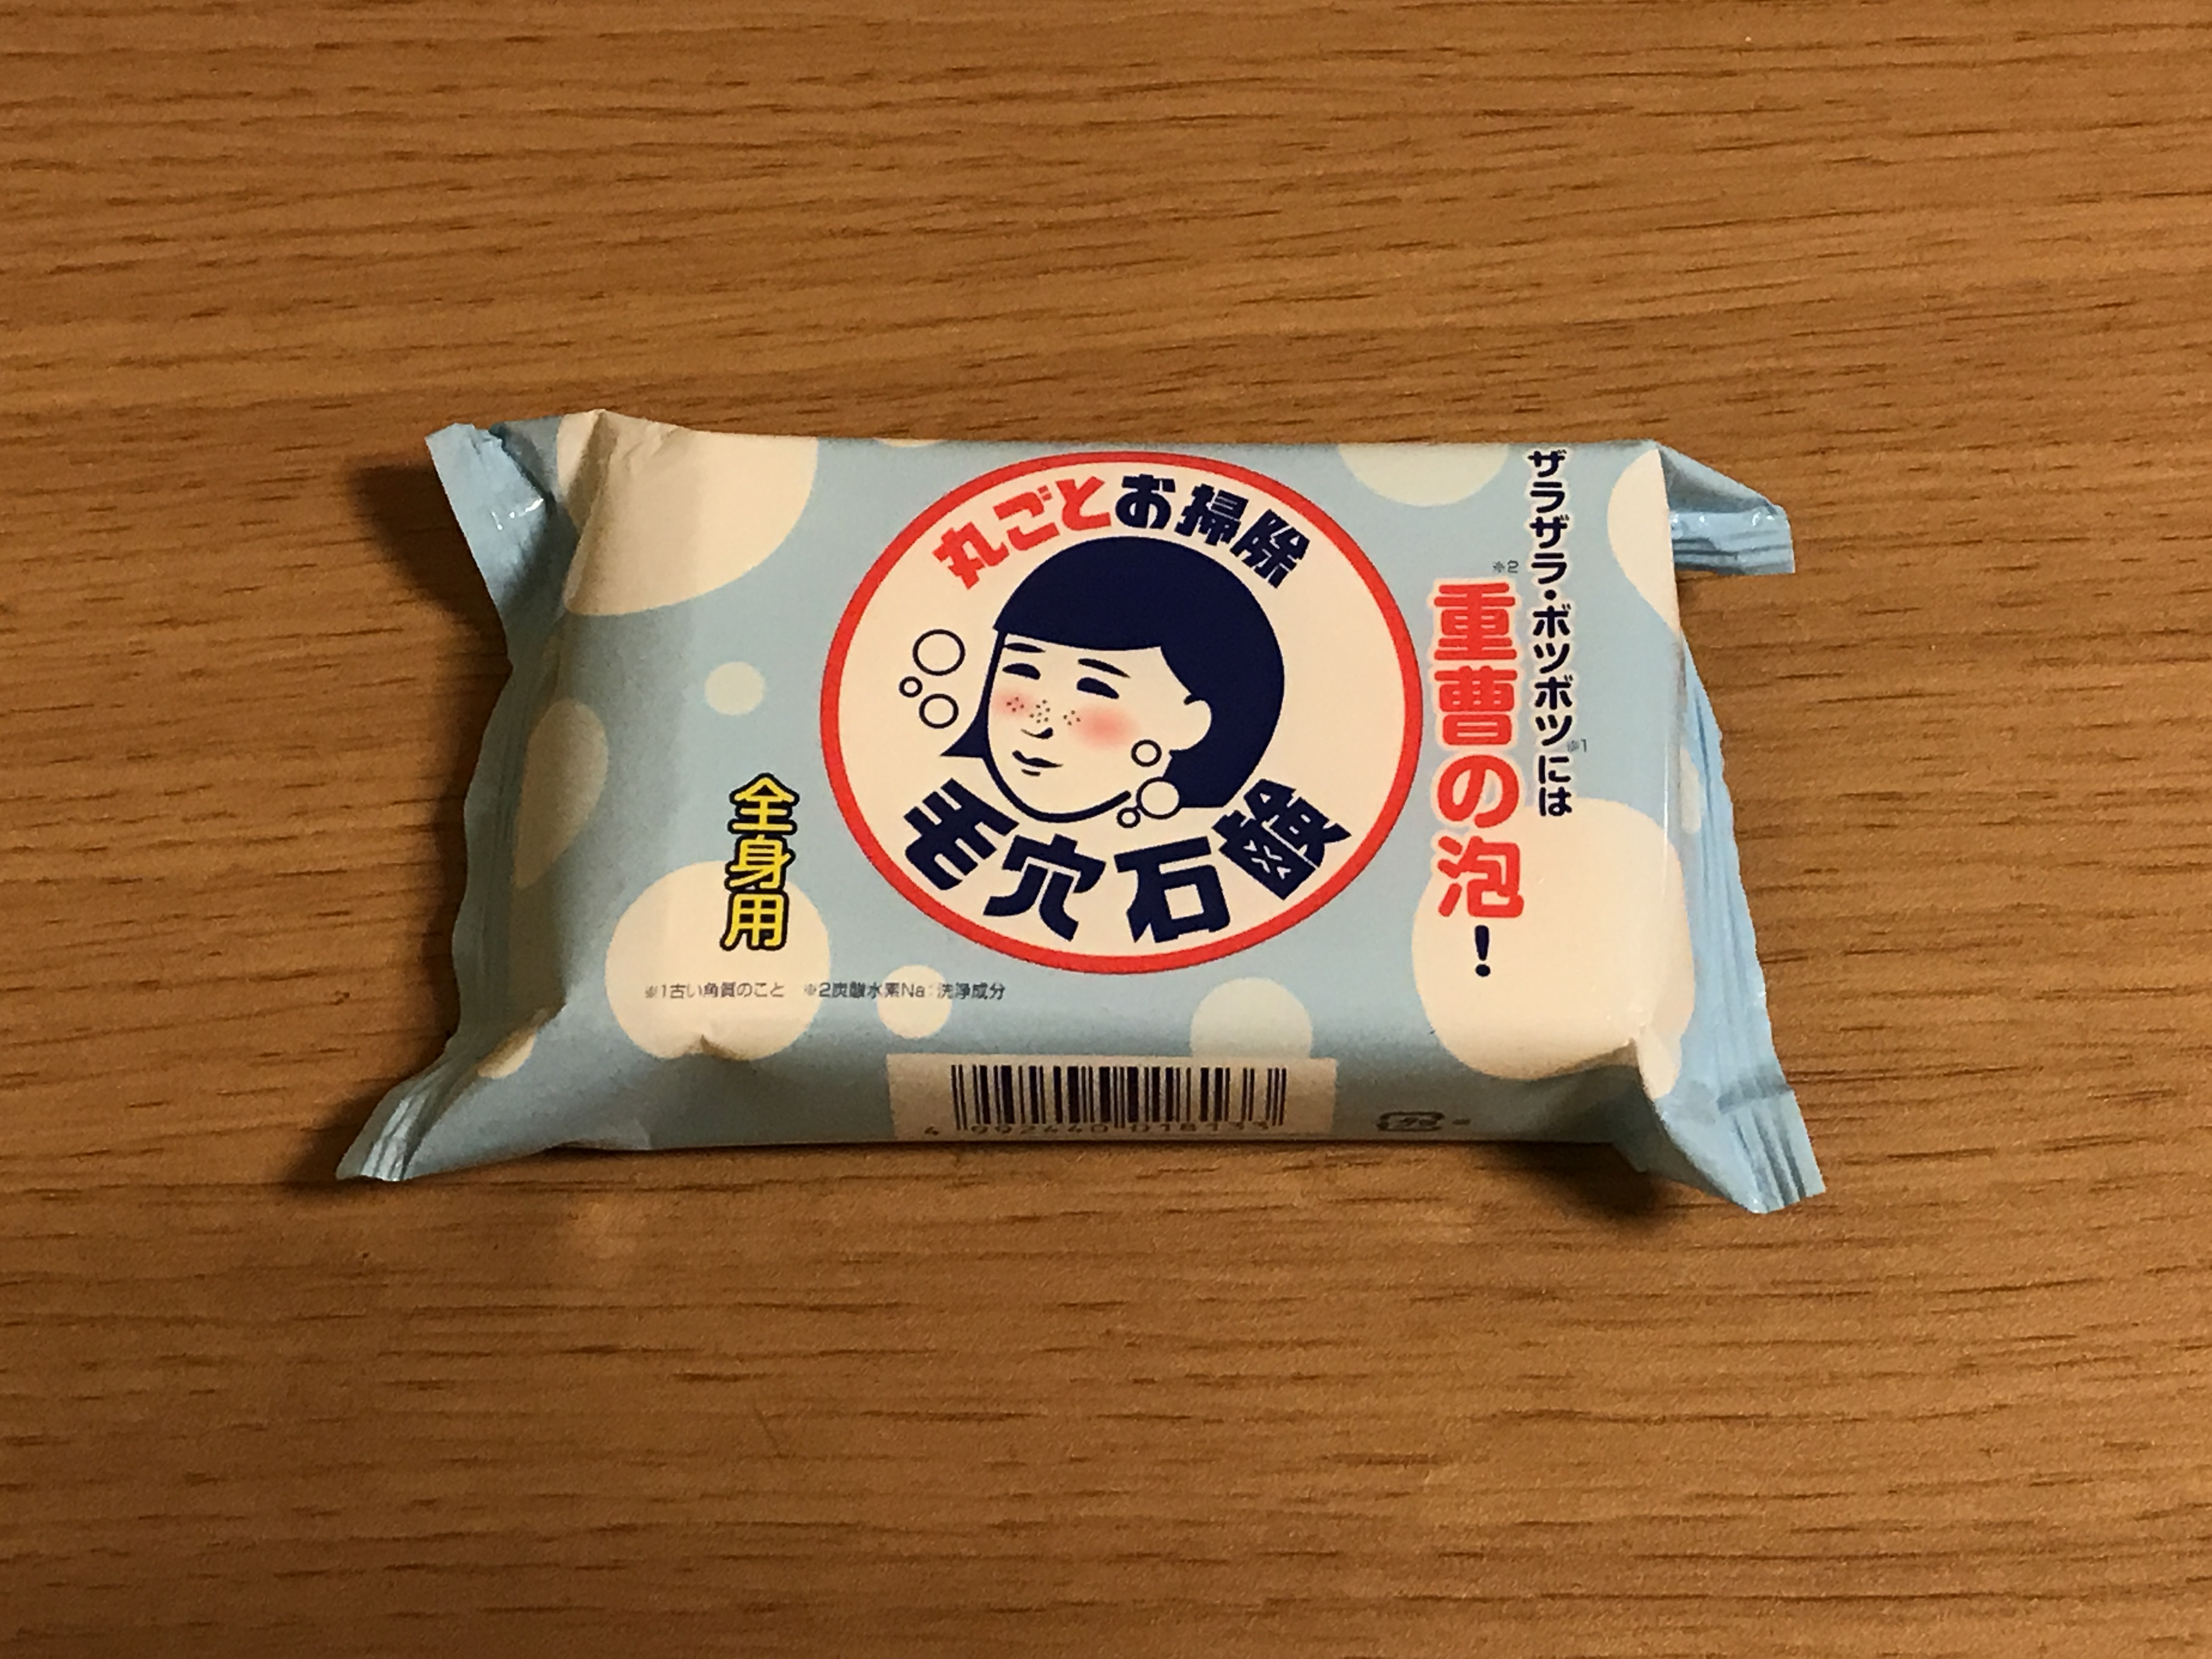 ザラザラ・ボツボツ※1には
※2
重曹の泡!
丸ごとお掃除
毛穴石鹸
全身用
※1古い角質のこと ※2炭酸水素Na:洗浄成分